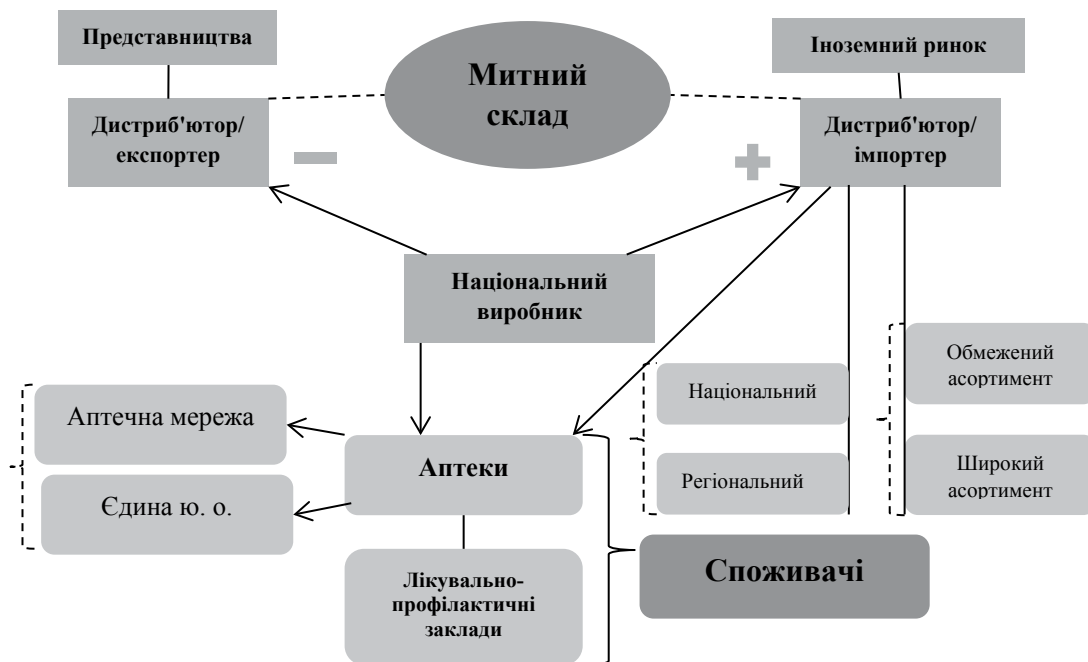 Представництва
Іноземний ринок
Митний
склад
Дистриб'ютор/
експортер
Дистриб'ютор/
імпортер
Національний
виробник
Обмежений
асортимент
Національний
Аптечна мережа
Аптеки
Широкий
асортимент
Регіональний
Єдина ю. о.
Споживачі
Лікувально-
профілактичні
заклади